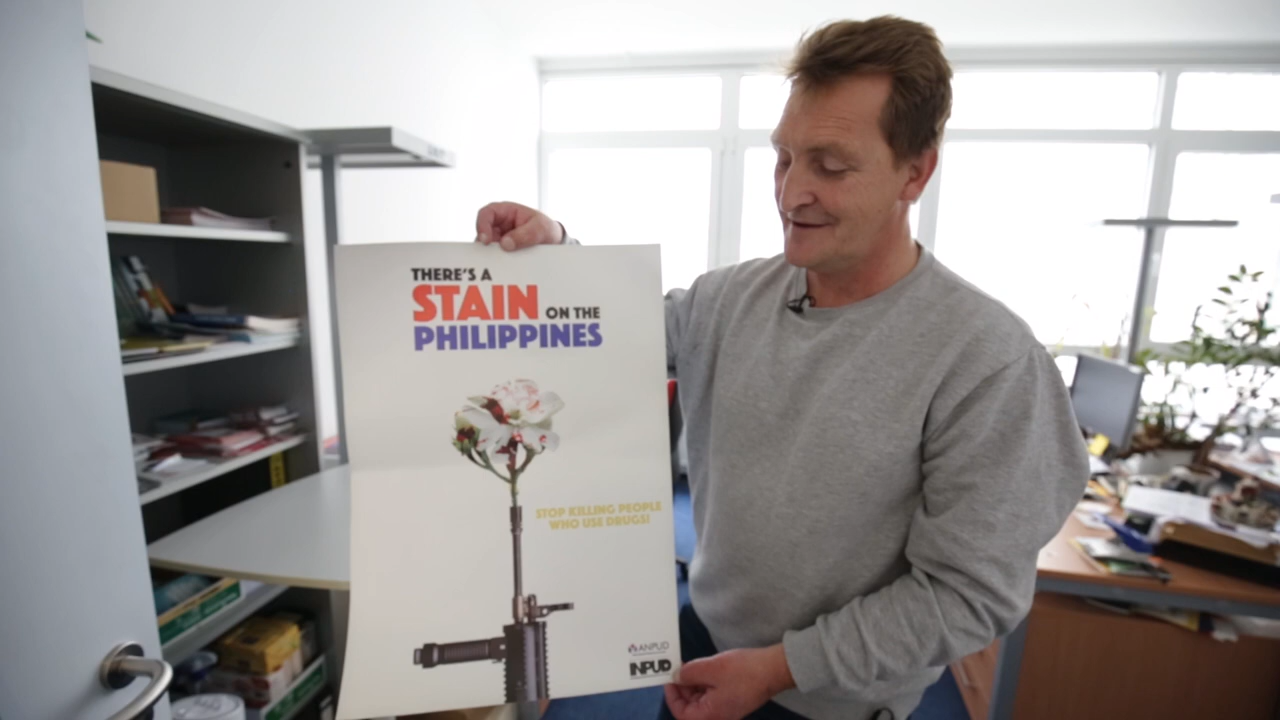 THERE'S A
STAIN ON THE
PHILIPPINES
STOP KILLING PEOPLE
WHO USE DRUGS!
ANPUD
INPUD